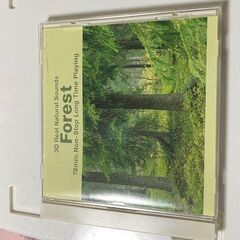 3D Real Natural Sounds
Forest
78min.Non-Stop Long Time Playing